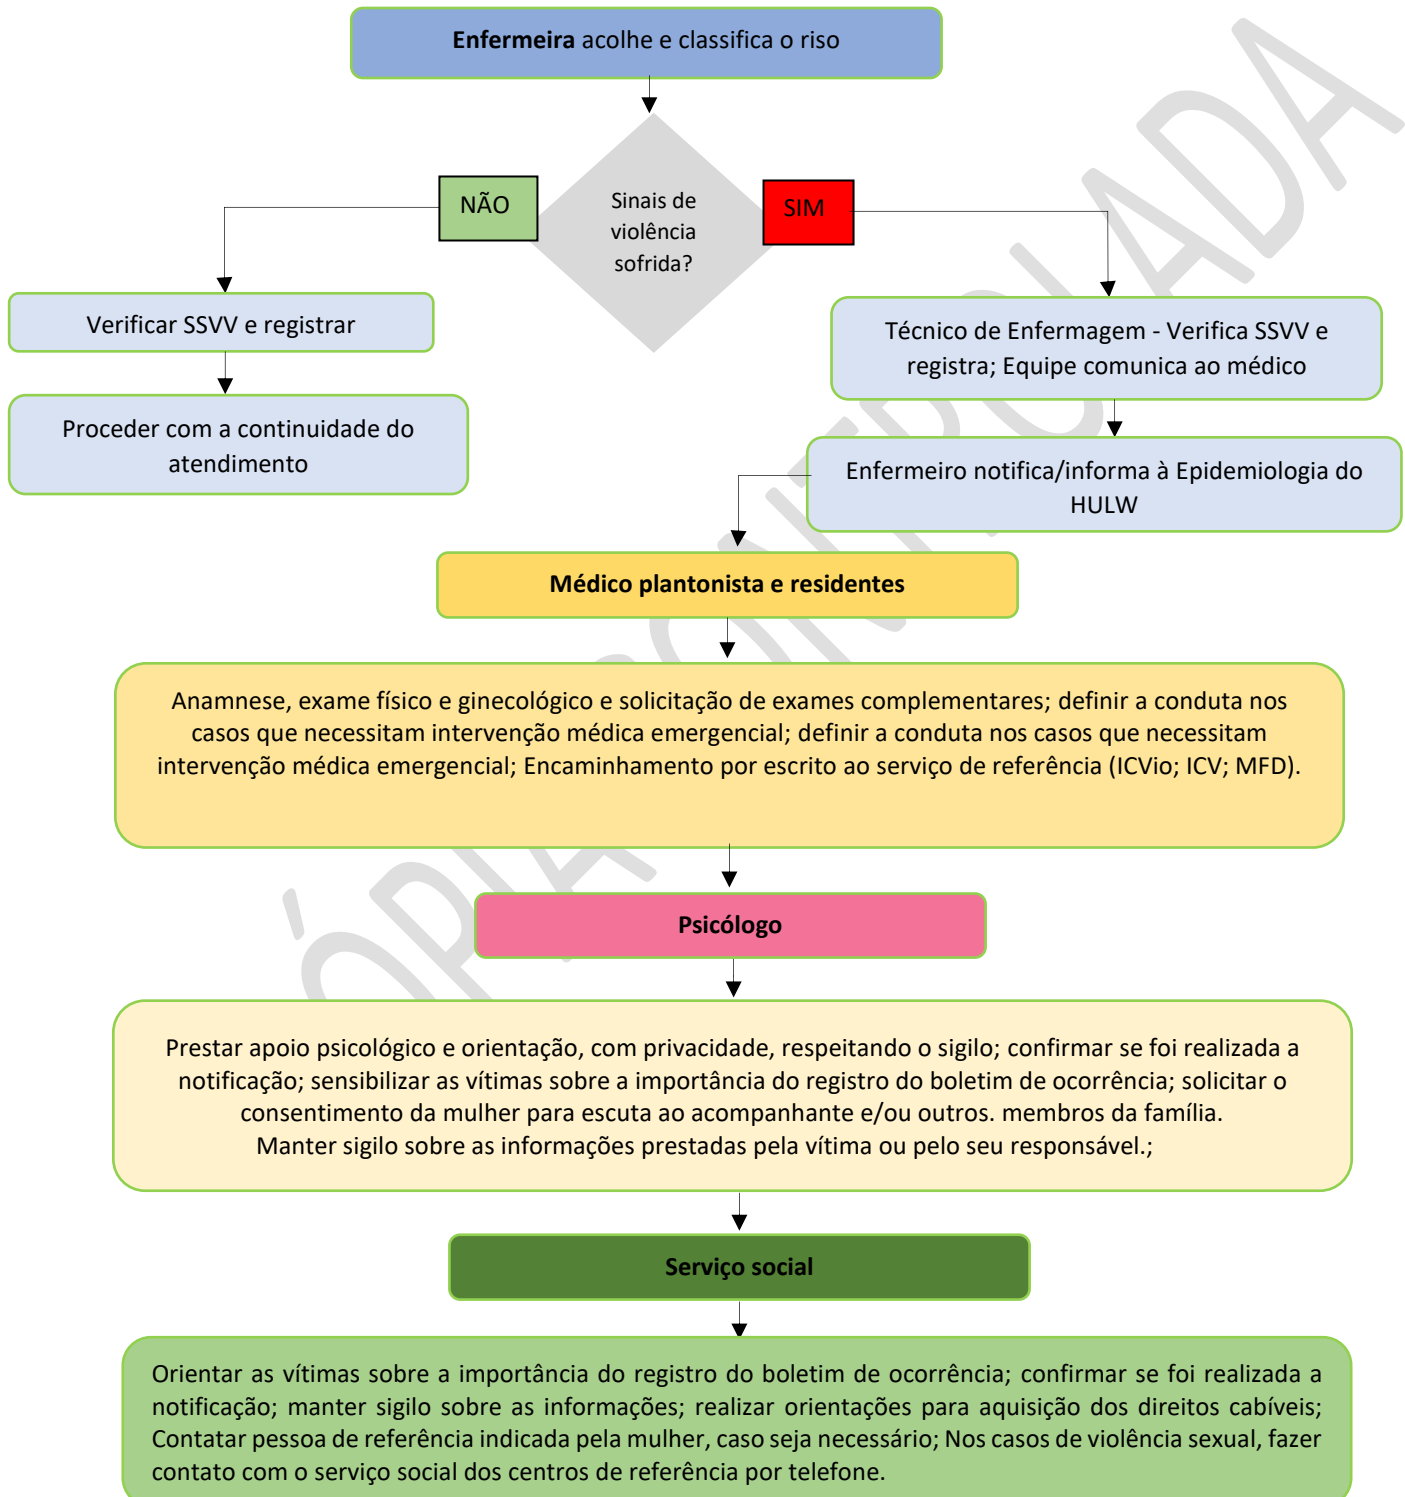 Enfermeira acolhe e classifica o riso
NÃO
Sinais de
violência
sofrida?
SIM
Verificar SSVV e registrar
Técnico de Enfermagem - Verifica SSVV e
registra; Equipe comunica ao médico
Proceder com a continuidade do
atendimento
Enfermeiro notifica/informa à Epidemiologia do
HULW
Médico plantonista e residentes
Anamnese, exame físico e ginecológico e solicitação de exames complementares; definir a conduta nos
casos que necessitam intervenção médica emergencial; definir a conduta nos casos que necessitam
intervenção médica emergencial; Encaminhamento por escrito ao serviço de referência (ICVio; ICV; MFD).
Psicólogo
Prestar apoio psicológico e orientação, com privacidade, respeitando o sigilo; confirmar se foi realizada a
notificação; sensibilizar as vítimas sobre a importância do registro do boletim de ocorrência; solicitar o
consentimento da mulher para escuta ao acompanhante e/ou outros. membros da família.
Manter sigilo sobre as informações prestadas pela vítima ou pelo seu responsável.;
Serviço social
Orientar as vítimas sobre a importância do registro do boletim de ocorrência; confirmar se foi realizada a
notificação; manter sigilo sobre as informações; realizar orientações para aquisição dos direitos cabíveis;
Contatar pessoa de referência indicada pela mulher, caso seja necessário; Nos casos de violência sexual, fazer
contato com o serviço social dos centros de referência por telefone.